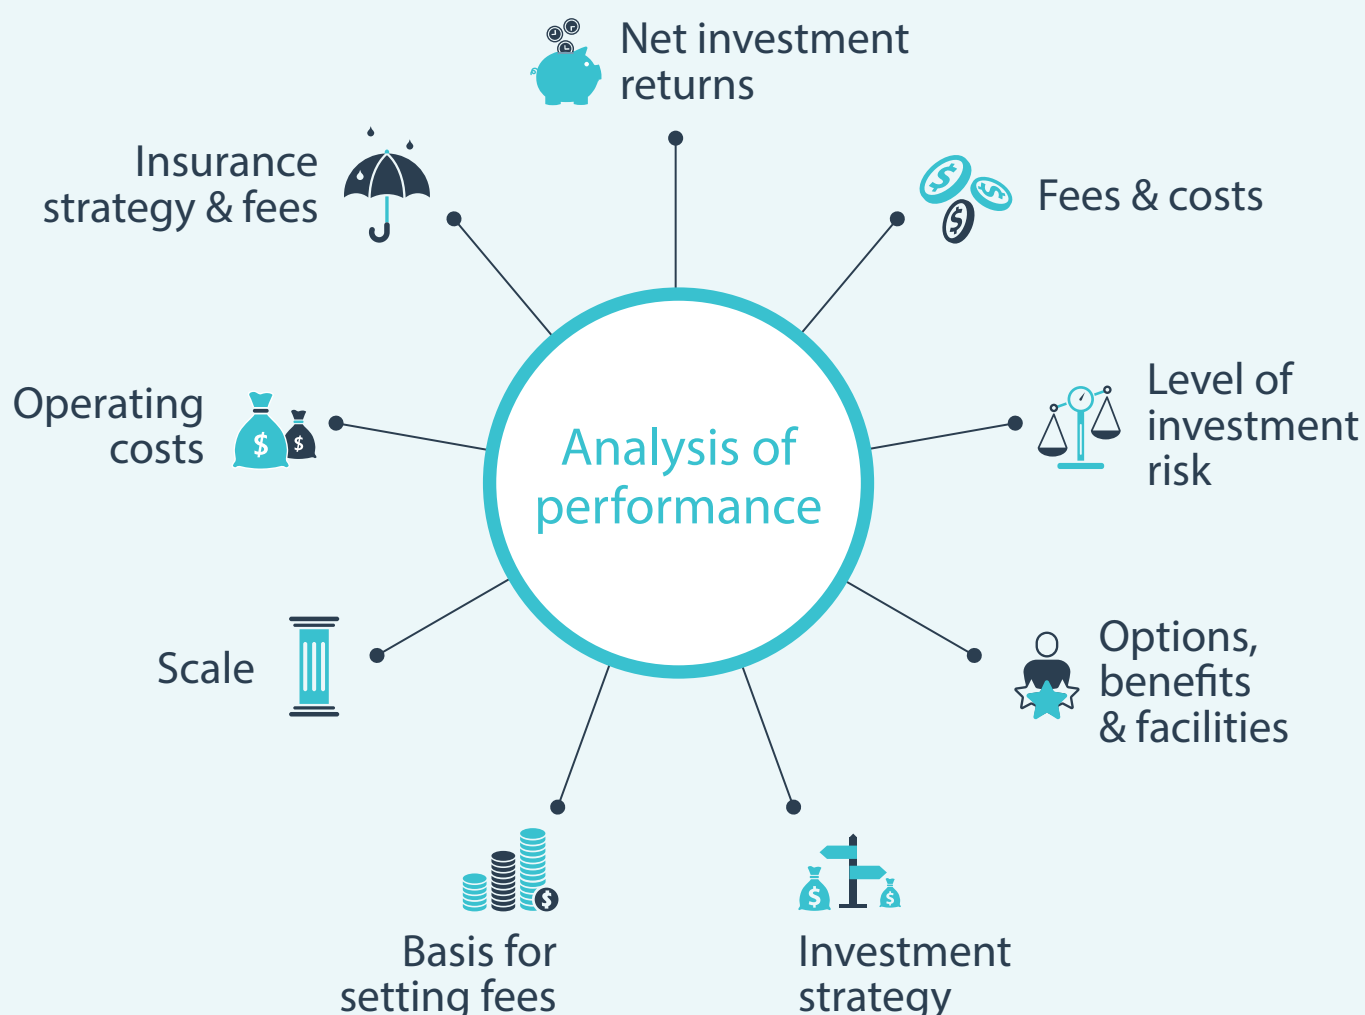 Net investment
returns
Fees & costs
Level of
investment
risk
Options,
benefits
& facilities
Investment
strategy
Basis for
setting fees
Scale
Operating
costs
Insurance
strategy & fees
Analysis of
performance
$
$
$
$
$
$
$
$